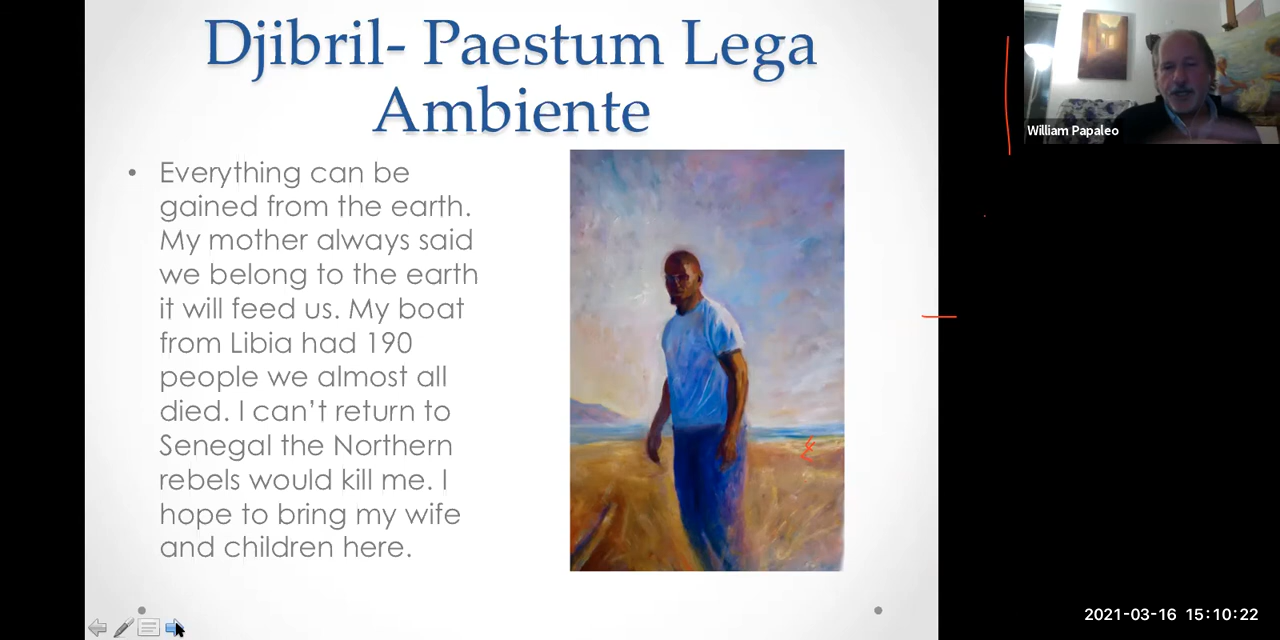 Djibril- Paestum Lega
Ambiente
• Everything can be
gained from the earth.
My mother always said
we belong to the earth
it will feed us. My boat
from Libia had 190
people we almost all
died. I can’t return to
Senegal the Northern
rebels would kill me. I
hope to bring my wife
and children here.
William Papaleo
2021-03-16 15:10:22